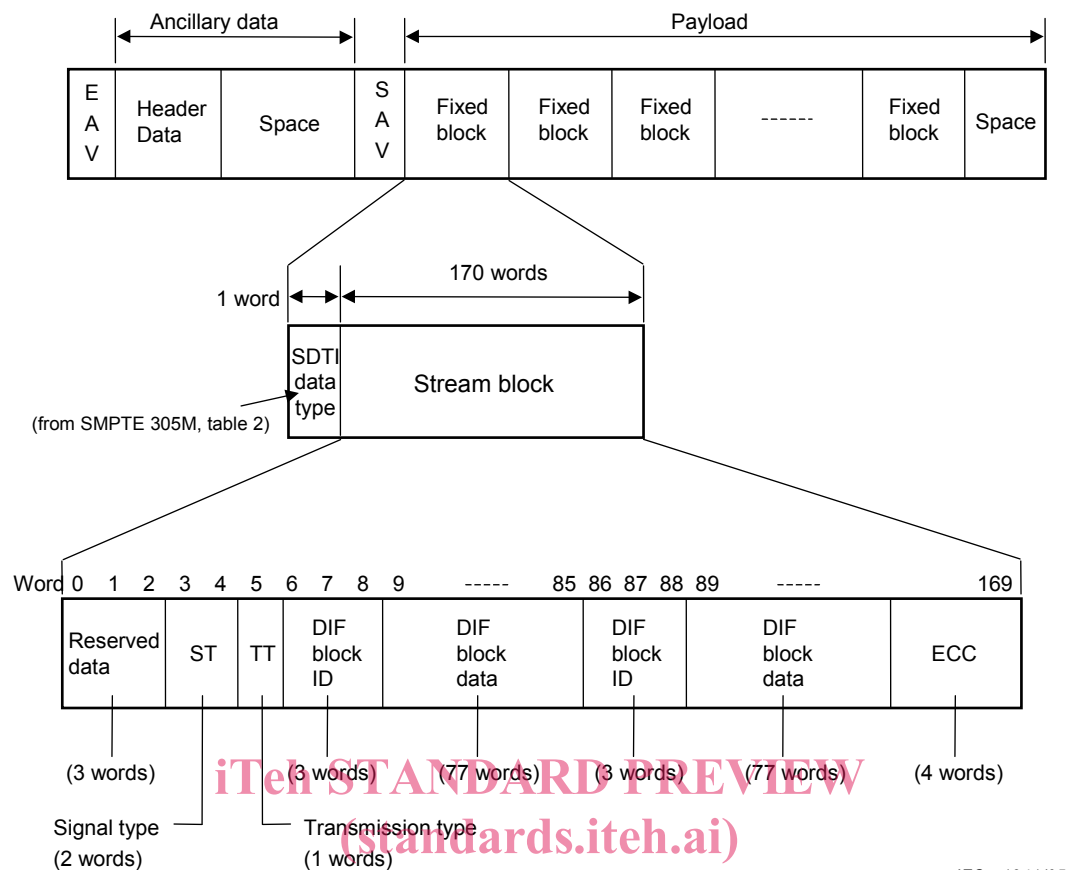 Ancillary data
Payload
EAV
Header Data
Space
SAV
Fixed block
Fixed block
Fixed block
------
Fixed block
Space
1 word
170 words
SDTI data type
Stream block
(from SMPTE 305M, table 2)
Word 0 1 2 3 4 5 6 7 8 9 ----- 85 86 87 88 89 ----- 169
Reserved data
ST
TT
DIF block ID
DIF block data
DIF block ID
DIF block data
ECC
(3 words)
(3 words)
(77 words)
(3 words)
(77 words)
(4 words)
iTeh STANDARD PREVIEW
Signal type
(2 words)
Transmission type
(1 words)
(standards.iteh.ai)